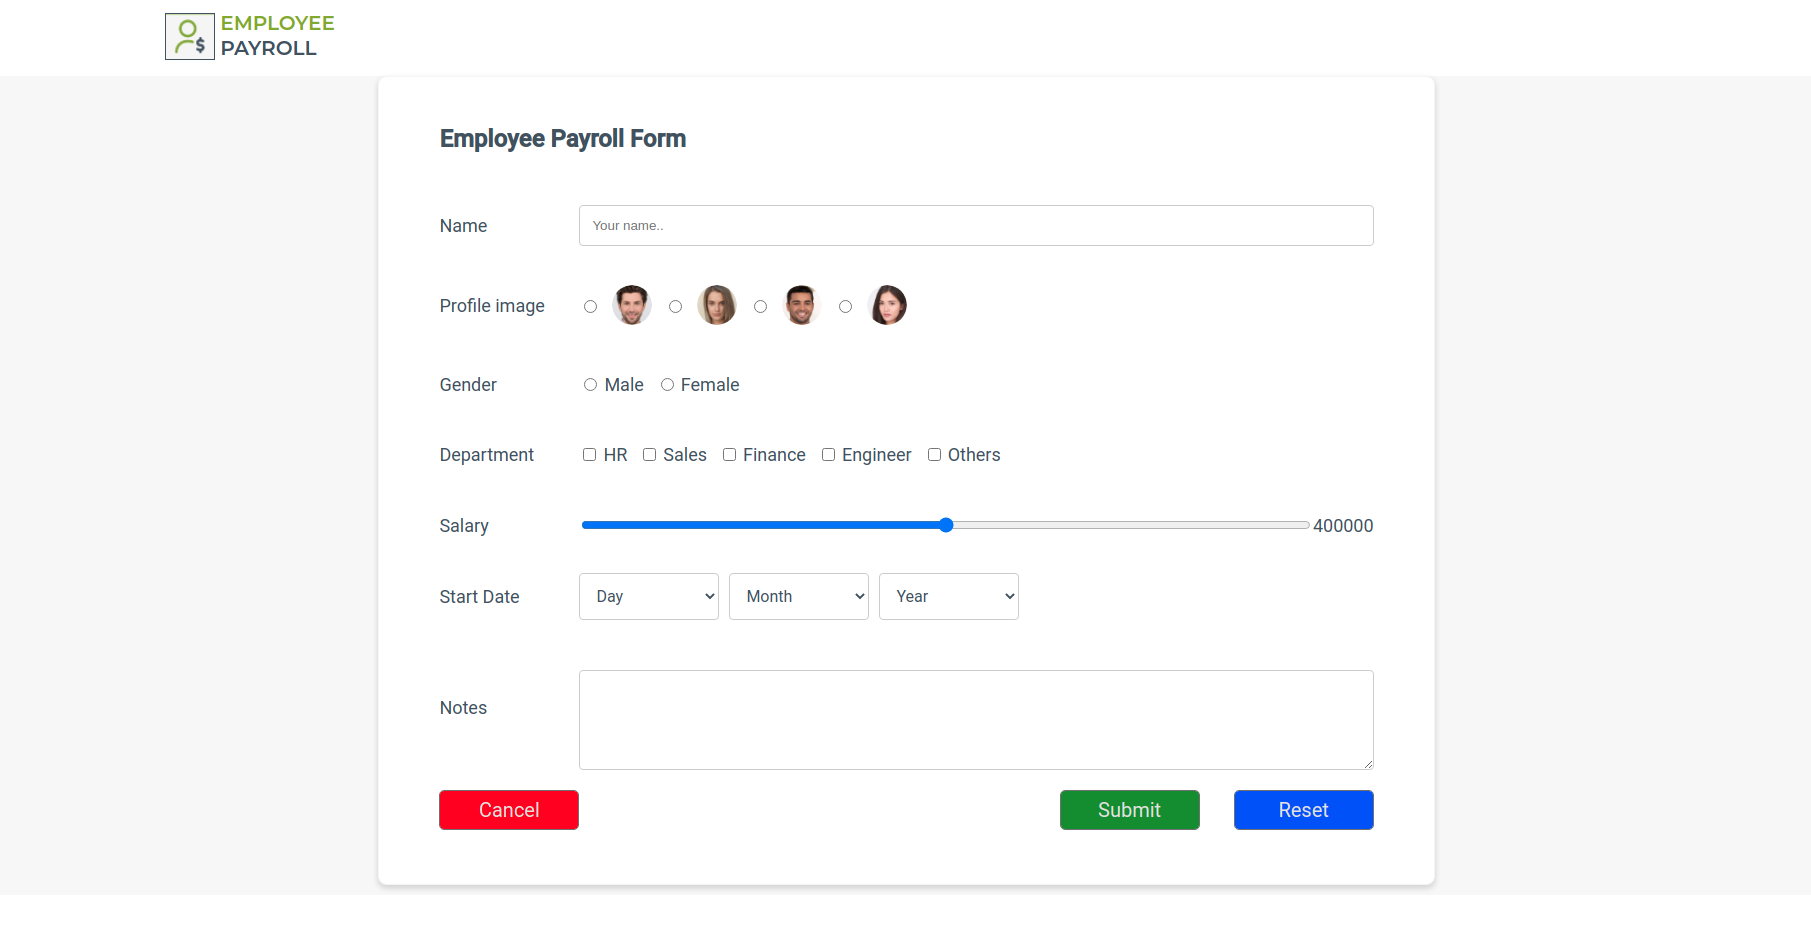 $
EMPLOYEE
PAYROLL
Employee Payroll Form
Name
Your name..
Profile image
Gender
Male Female
Department
HR Sales Finance Engineer Others
Salary
400000
Start Date
Day Month Year
Notes
Cancel Submit Reset